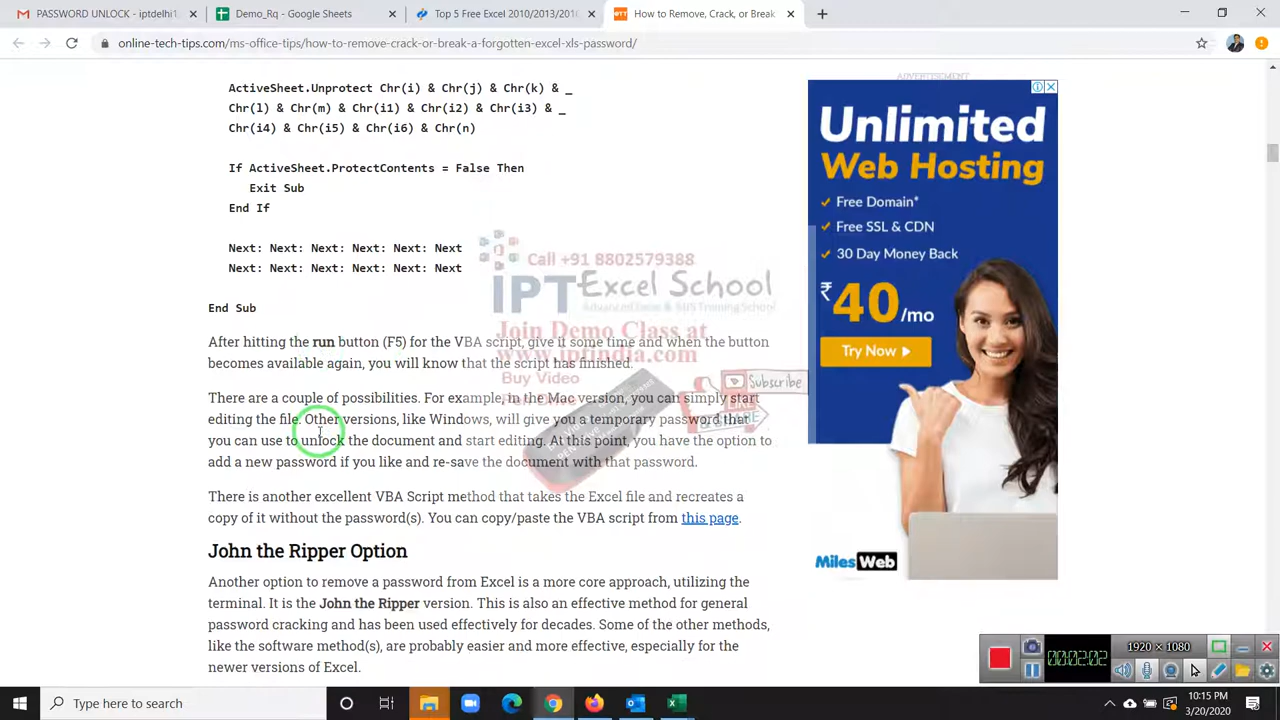 PASSWORD UNLOCK - iptdelhi1
Demo_Rq - Google Sheets
Top 5 Free Excel 2010/2013/201
How to Remove, Crack, or Break
online-tech-tips.com/ms-office-tips/how-to-remove-crack-or-break-a-forgotten-excel-xls-password/
ADVERTISEMENT
ActiveSheet.Unprotect Chr(i) & Chr(j) & Chr(k) & _
Chr(l) & Chr(m) & Chr(i1) & Chr(i2) & Chr(i3) & _
Chr(i4) & Chr(i5) & Chr(i6) & Chr(n)
If ActiveSheet.ProtectContents = False Then
Exit Sub
End If
Next: Next: Next: Next: Next: Next
Next: Next: Next: Next: Next: Next
End Sub
After hitting the run button (F5) for the VBA script, give it some time and when the button
becomes available again, you will know that the script has finished.
There are a couple of possibilities. For example, in the Mac version, you can simply start
editing the file. Other versions, like Windows, will give you a temporary password that
you can use to unlock the document and start editing. At this point, you have the option to
add a new password if you like and re-save the document with that password.
There is another excellent VBA Script method that takes the Excel file and recreates a
copy of it without the password(s). You can copy/paste the VBA script from this page.
John the Ripper Option
Another option to remove a password from Excel is a more core approach, utilizing the
terminal. It is the John the Ripper version. This is also an effective method for general
password cracking and has been used effectively for decades. Some of the other methods,
like the software method(s), are probably easier and more effective, especially for the
newer versions of Excel.
Call +91 8802579388
IPT Excel School
Join Demo Class at
Buy Video
Subscribe
LIKE
SHARE
Unlimited
Web Hosting
Free Domain*
Free SSL & CDN
30 Day Money Back
₹40/mo
Try Now
MilesWeb
1920 × 1080
00:02:02
Type here to search
10:15 PM
3/20/2020